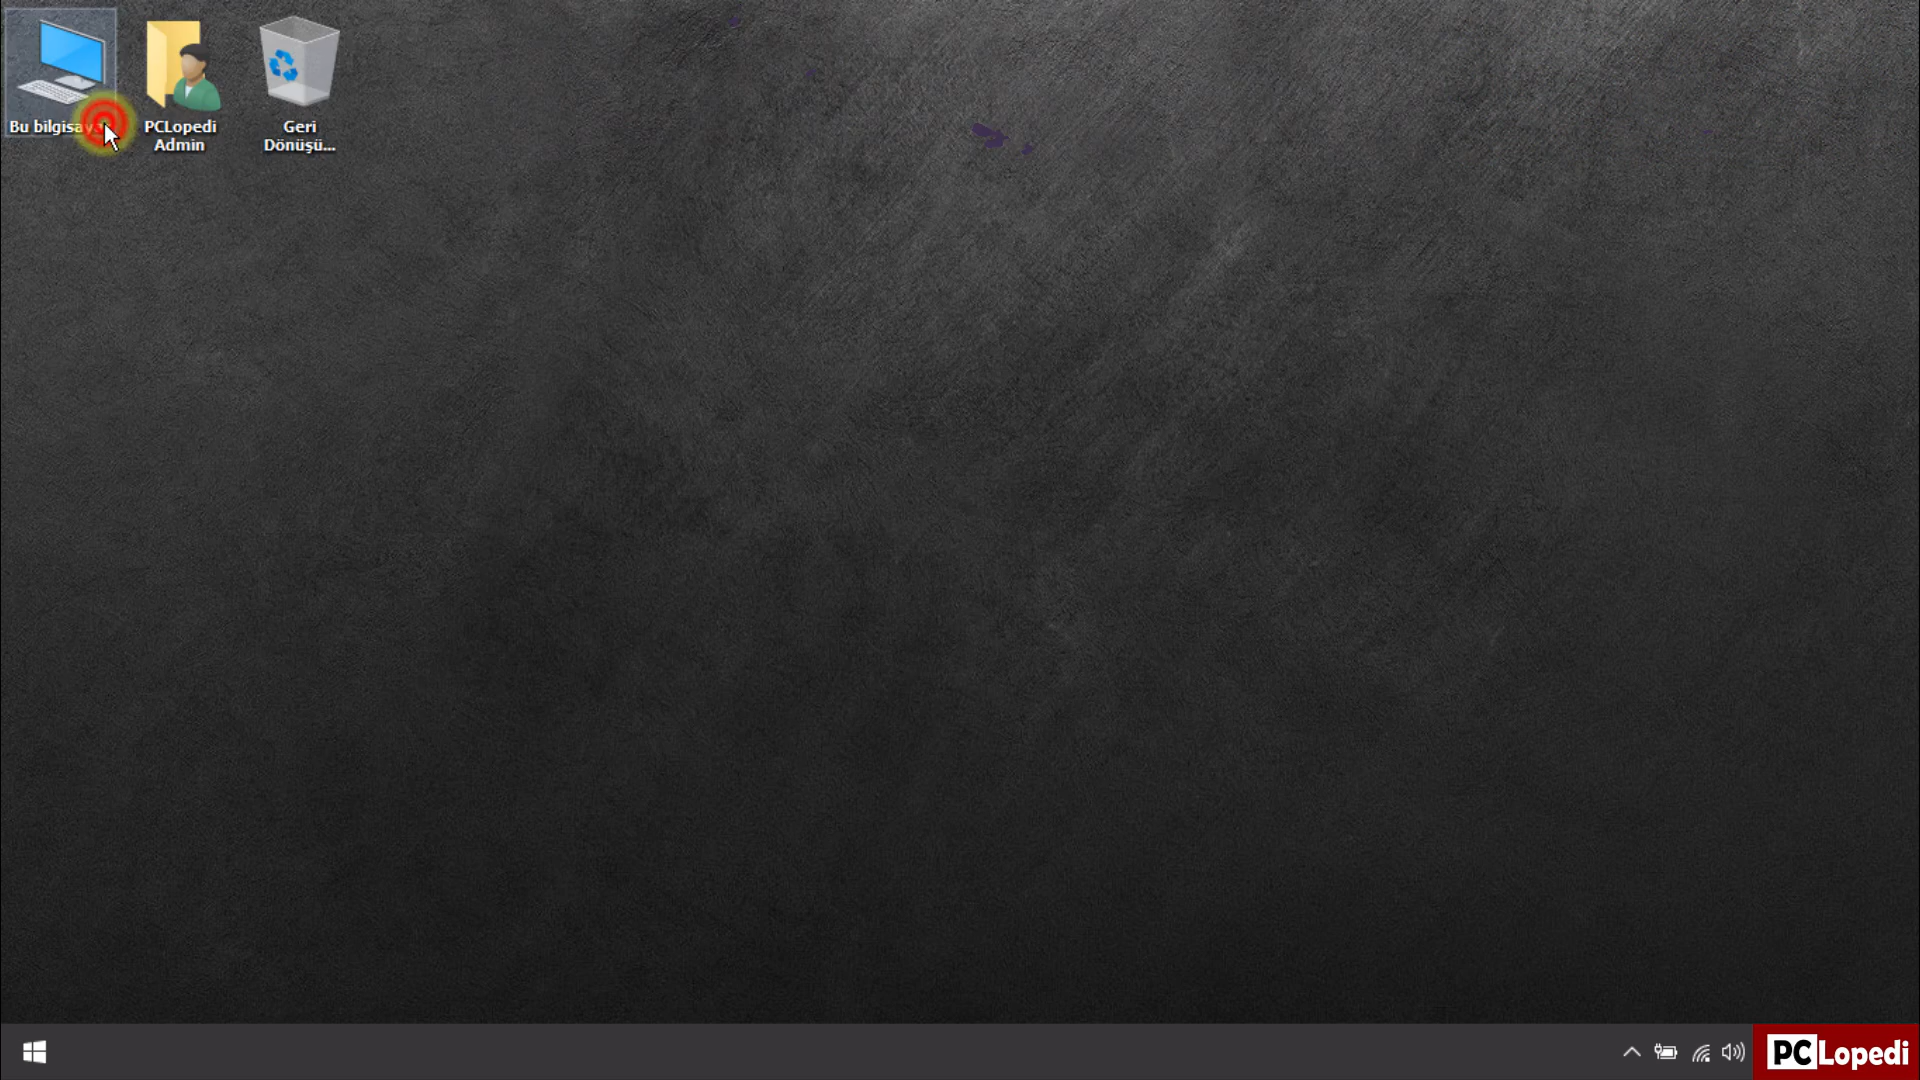 Bu bilgisa
PCLopedi
Admin
Geri
Dönüşü...
PCLopedi